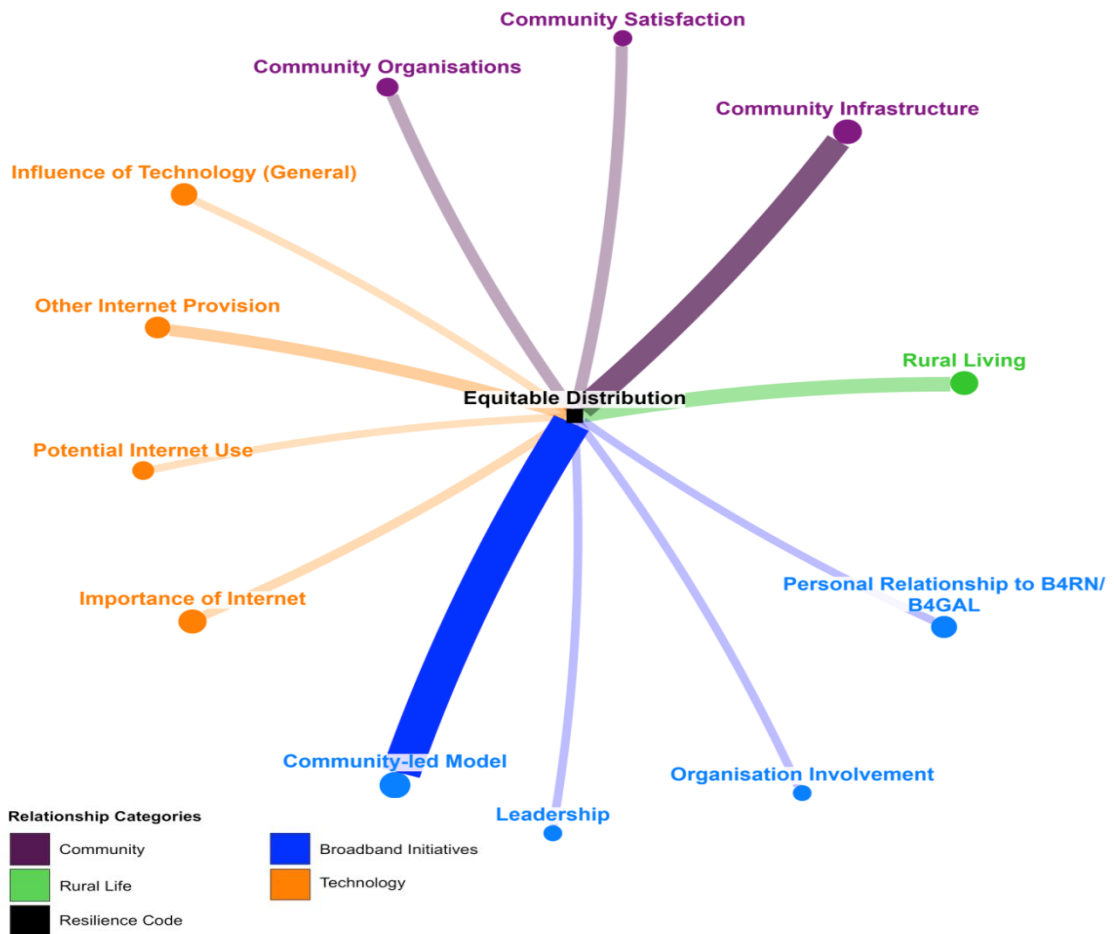 Community Satisfaction
Community Organisations
Community Infrastructure
Influence of Technology (General)
Other Internet Provision
Rural Living
Equitable Distribution
Potential Internet Use
Personal Relationship to B4RN/
B4GAL
Importance of Internet
Community-led Model
Organisation Involvement
Leadership
Relationship Categories
Community
Broadband Initiatives
Rural Life
Technology
Resilience Code